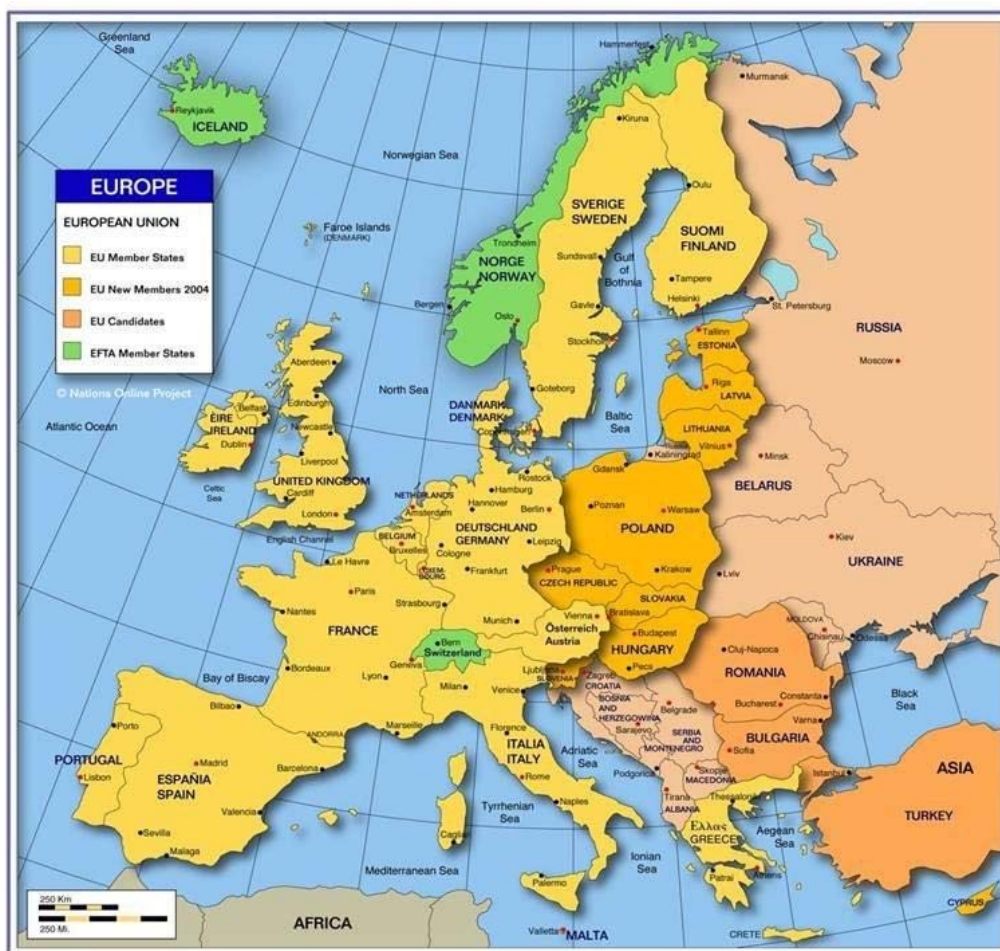 Greenland
Sea
Hammerfest
Murmansk
Reykjavik
ICELAND
Kiruna
Norwegian Sea
EUROPE
EUROPEAN UNION
EU Member States
EU New Members 2004
EU Candidates
EFTA Member States
© Nations Online Project
Oulu
SVERIGE
SWEDEN
SUOMI
FINLAND
Faroe Islands
(DENMARK)
Trondheim
NORGE
NORWAY
Sundsvall
Gulf
of
Bothnia
Tampere
Helsinki
Bergen
Oslo
Gavle
St. Petersburg
Stockholm
Tallinn
ESTONIA
RUSSIA
Moscow
Aberdeen
North Sea
Goteborg
Riga
LATVIA
Atlantic Ocean
Edinburgh
Belfast
ÉIRE
IRELAND
Dublin
Newcastle
Liverpool
DANMARK
DENMARK
Copenhagen
Baltic
Sea
LITHUANIA
Vilnius
Russia
Kaliningrad
Minsk
BELARUS
Celtic
Sea
UNITED KINGDOM
Cardiff
London
English Channel
NETHERLANDS
Amsterdam
Rostock
Hamburg
Hannover
Berlin
Gdansk
Poznan
Warsaw
POLAND
BELGIUM
Bruxelles
DEUTSCHLAND
GERMANY
Leipzig
Cologne
Kiev
UKRAINE
Le Havre
LUXEM-
BOURG
Frankfurt
Prague
CZECH REPUBLIC
Krakow
Lviv
Paris
Strasbourg
SLOVAKIA
Nantes
Munich
Vienna
Bratislava
Österreich
Austria
MOLDOVA
Chisinau
Odessa
FRANCE
Bern
Switzerland
Geneva
Budapest
HUNGARY
Pecs
Cluj-Napoca
ROMANIA
Bay of Biscay
Bordeaux
Lyon
Milan
Venice
Ljubljana
SLOVENIA
Zagreb
CROATIA
Bucharest
Constanta
Black
Sea
Bilbao
Marseille
Florence
BOSNIA
AND
HERZEGOVINA
Sarajevo
Belgrade
SERBIA
AND
MONTENEGRO
Varna
BULGARIA
Sofia
Porto
ANDORRA
ITALIA
ITALY
Adriatic
Sea
Podgorica
Skopje
MACEDONIA
Istanbul
ASIA
PORTUGAL
Lisbon
Madrid
ESPAÑIA
SPAIN
Barcelona
Rome
Naples
Tirana
ALBANIA
Thessaloniki
TURKEY
Valencia
Tyrrhenian
Sea
Ελλας
GREECE
Aegean
Sea
Sevilla
Malaga
Cagliari
Mediterranean Sea
Palermo
Ionian
Sea
Patrai
Athens
CYPRUS
250 Km
250 Mi.
AFRICA
Valletta
MALTA
CRETE